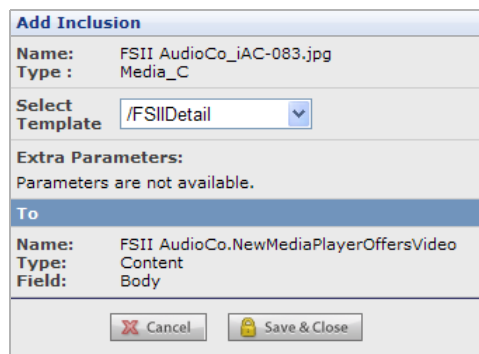 Add Inclusion
Name: FSII AudioCo_iAC-083.jpg
Type : Media_C
Select
Template /FSIIDetail
Extra Parameters:
Parameters are not available.
To
Name: FSII AudioCo.NewMediaPlayerOffersVideo
Type: Content
Field: Body
Cancel Save & Close